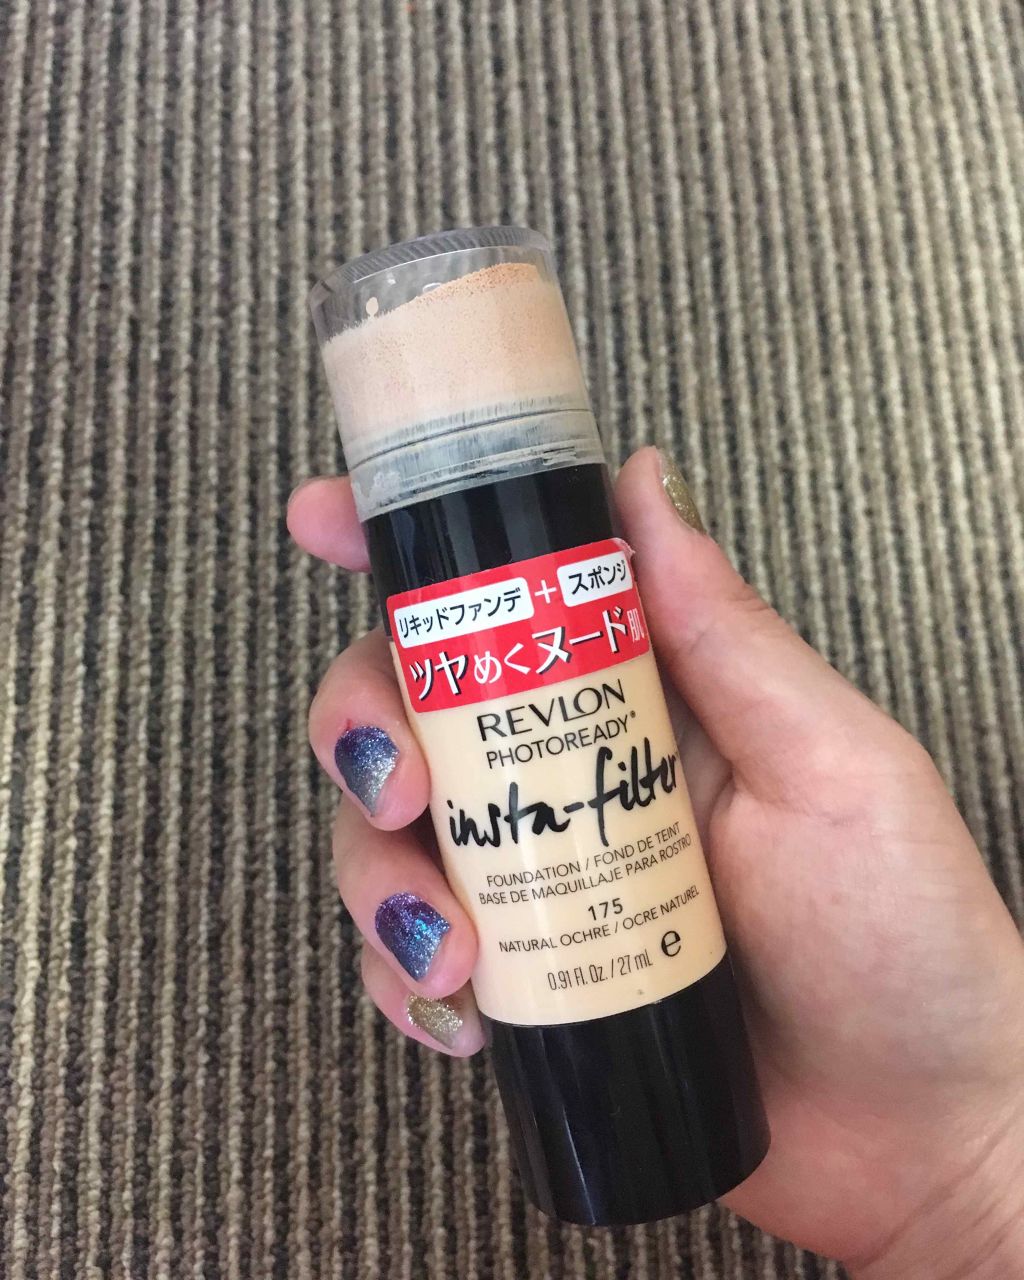 リキッドファンデ + スポンジ
ツヤめくヌード肌
REVLON
PHOTOREADY®
insta-filter™
FOUNDATION / FOND DE TEINT
BASE DE MAQUILLAJE PARA ROSTRO
175
NATURAL OCHRE / OCRE NATUREL
0.91 Fl. Oz. / 27 mL ℮